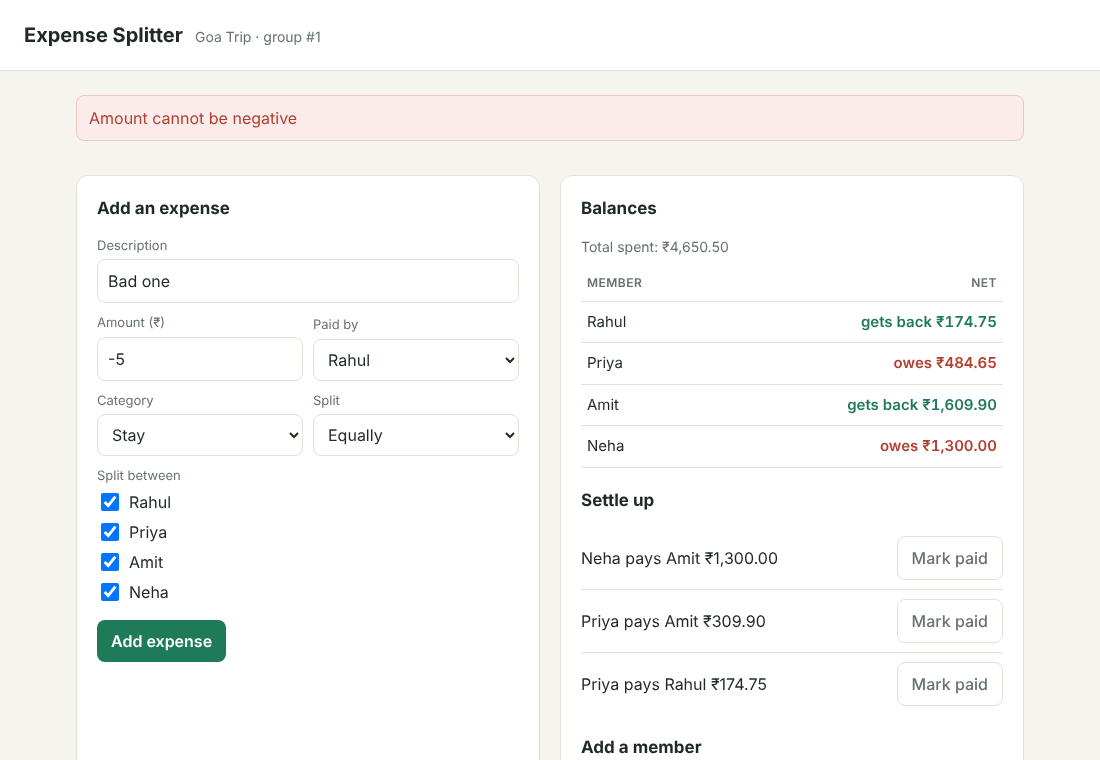 Expense Splitter Goa Trip · group #1
Amount cannot be negative
Add an expense
Description
Bad one
Amount (₹) Paid by
-5 Rahul
Category Split
Stay Equally
Split between
Rahul
Priya
Amit
Neha
Add expense
Balances
Total spent: ₹4,650.50
MEMBER NET
Rahul gets back ₹174.75
Priya owes ₹484.65
Amit gets back ₹1,609.90
Neha owes ₹1,300.00
Settle up
Neha pays Amit ₹1,300.00 Mark paid
Priya pays Amit ₹309.90 Mark paid
Priya pays Rahul ₹174.75 Mark paid
Add a member